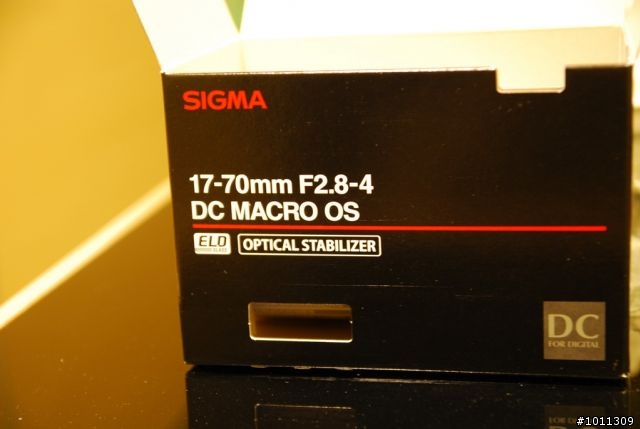 SIGMA
17-70mm F2.8-4
DC MACRO OS
ELD OPTICAL STABILIZER
DC
FOR DIGITAL
#1011309